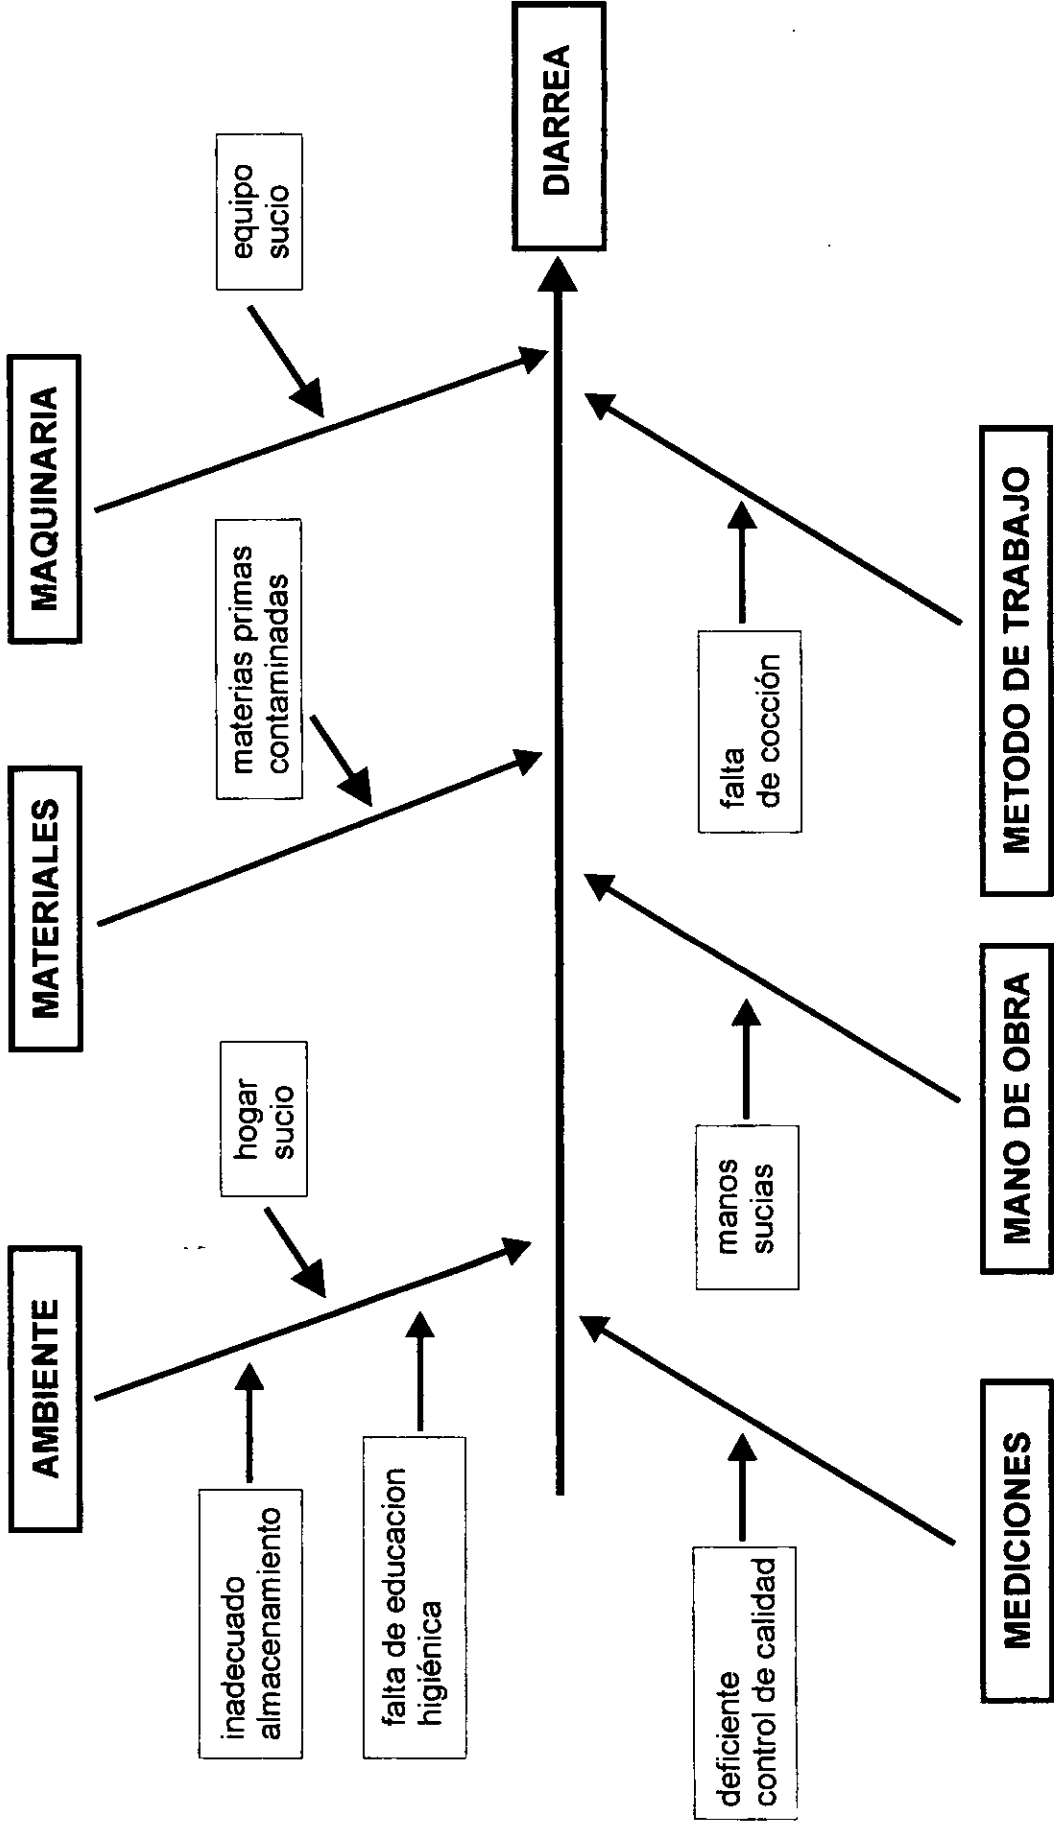 AMBIENTE
MATERIALES
MAQUINARIA
inadecuado
almacenamiento
hogar
sucio
materias primas
contaminadas
equipo
sucio
falta de educacion
higiénica
DIARREA
deficiente
control de calidad
manos
sucias
falta
de cocción
MEDICIONES
MANO DE OBRA
METODO DE TRABAJO